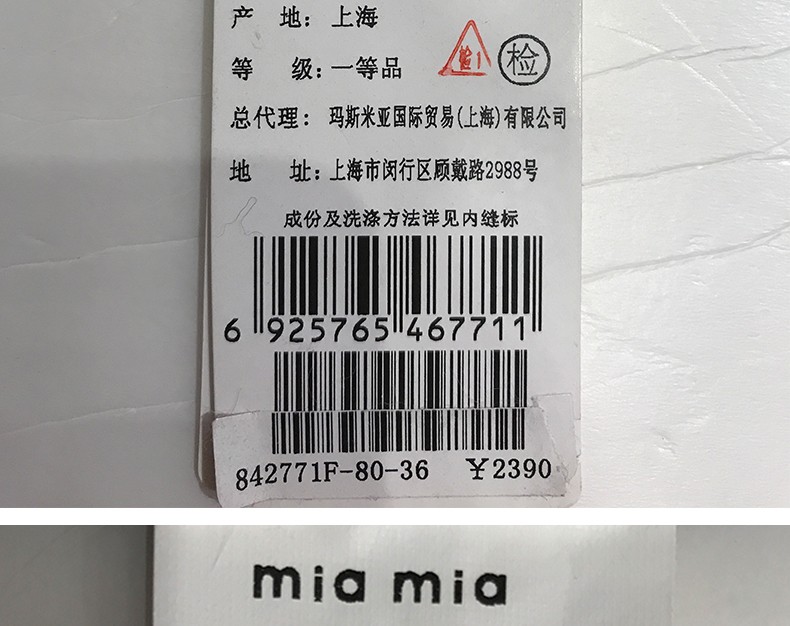 产 地：上海
检1
检
等 级：一等品
总代理：玛斯米亚国际贸易(上海)有限公司
地 址：上海市闵行区顾戴路2988号
成份及洗涤方法详见内缝标
6 925765 467711
842771F-80-36 ￥2390
mia mia